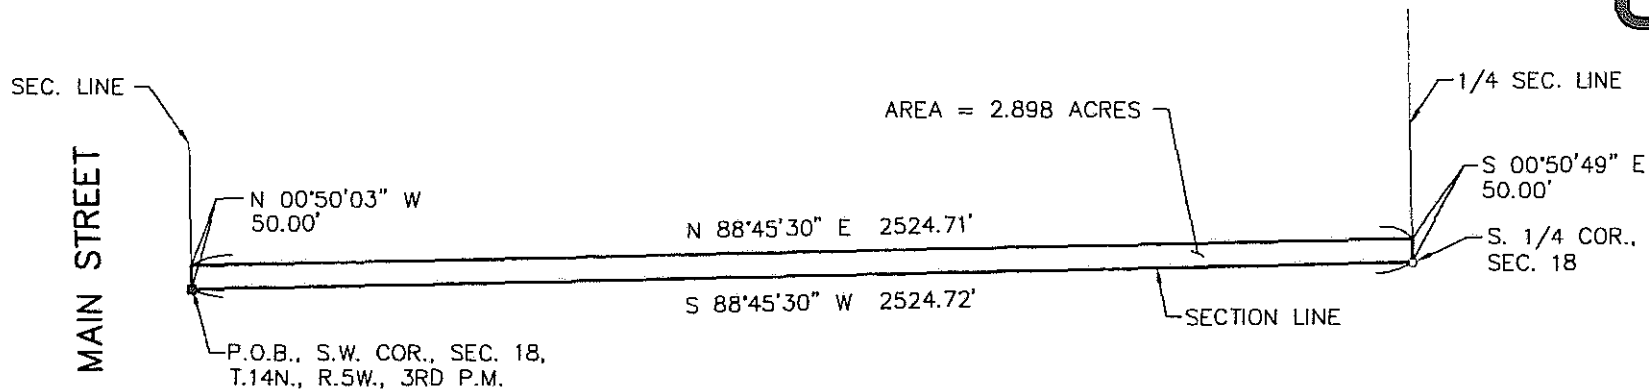 SEC. LINE
1/4 SEC. LINE
AREA = 2.898 ACRES
MAIN STREET
N 00°50'03" W
50.00'
S 00°50'49" E
50.00'
N 88°45'30" E 2524.71'
S. 1/4 COR.,
SEC. 18
S 88°45'30" W 2524.72'
SECTION LINE
P.O.B., S.W. COR., SEC. 18,
T.14N., R.5W., 3RD P.M.